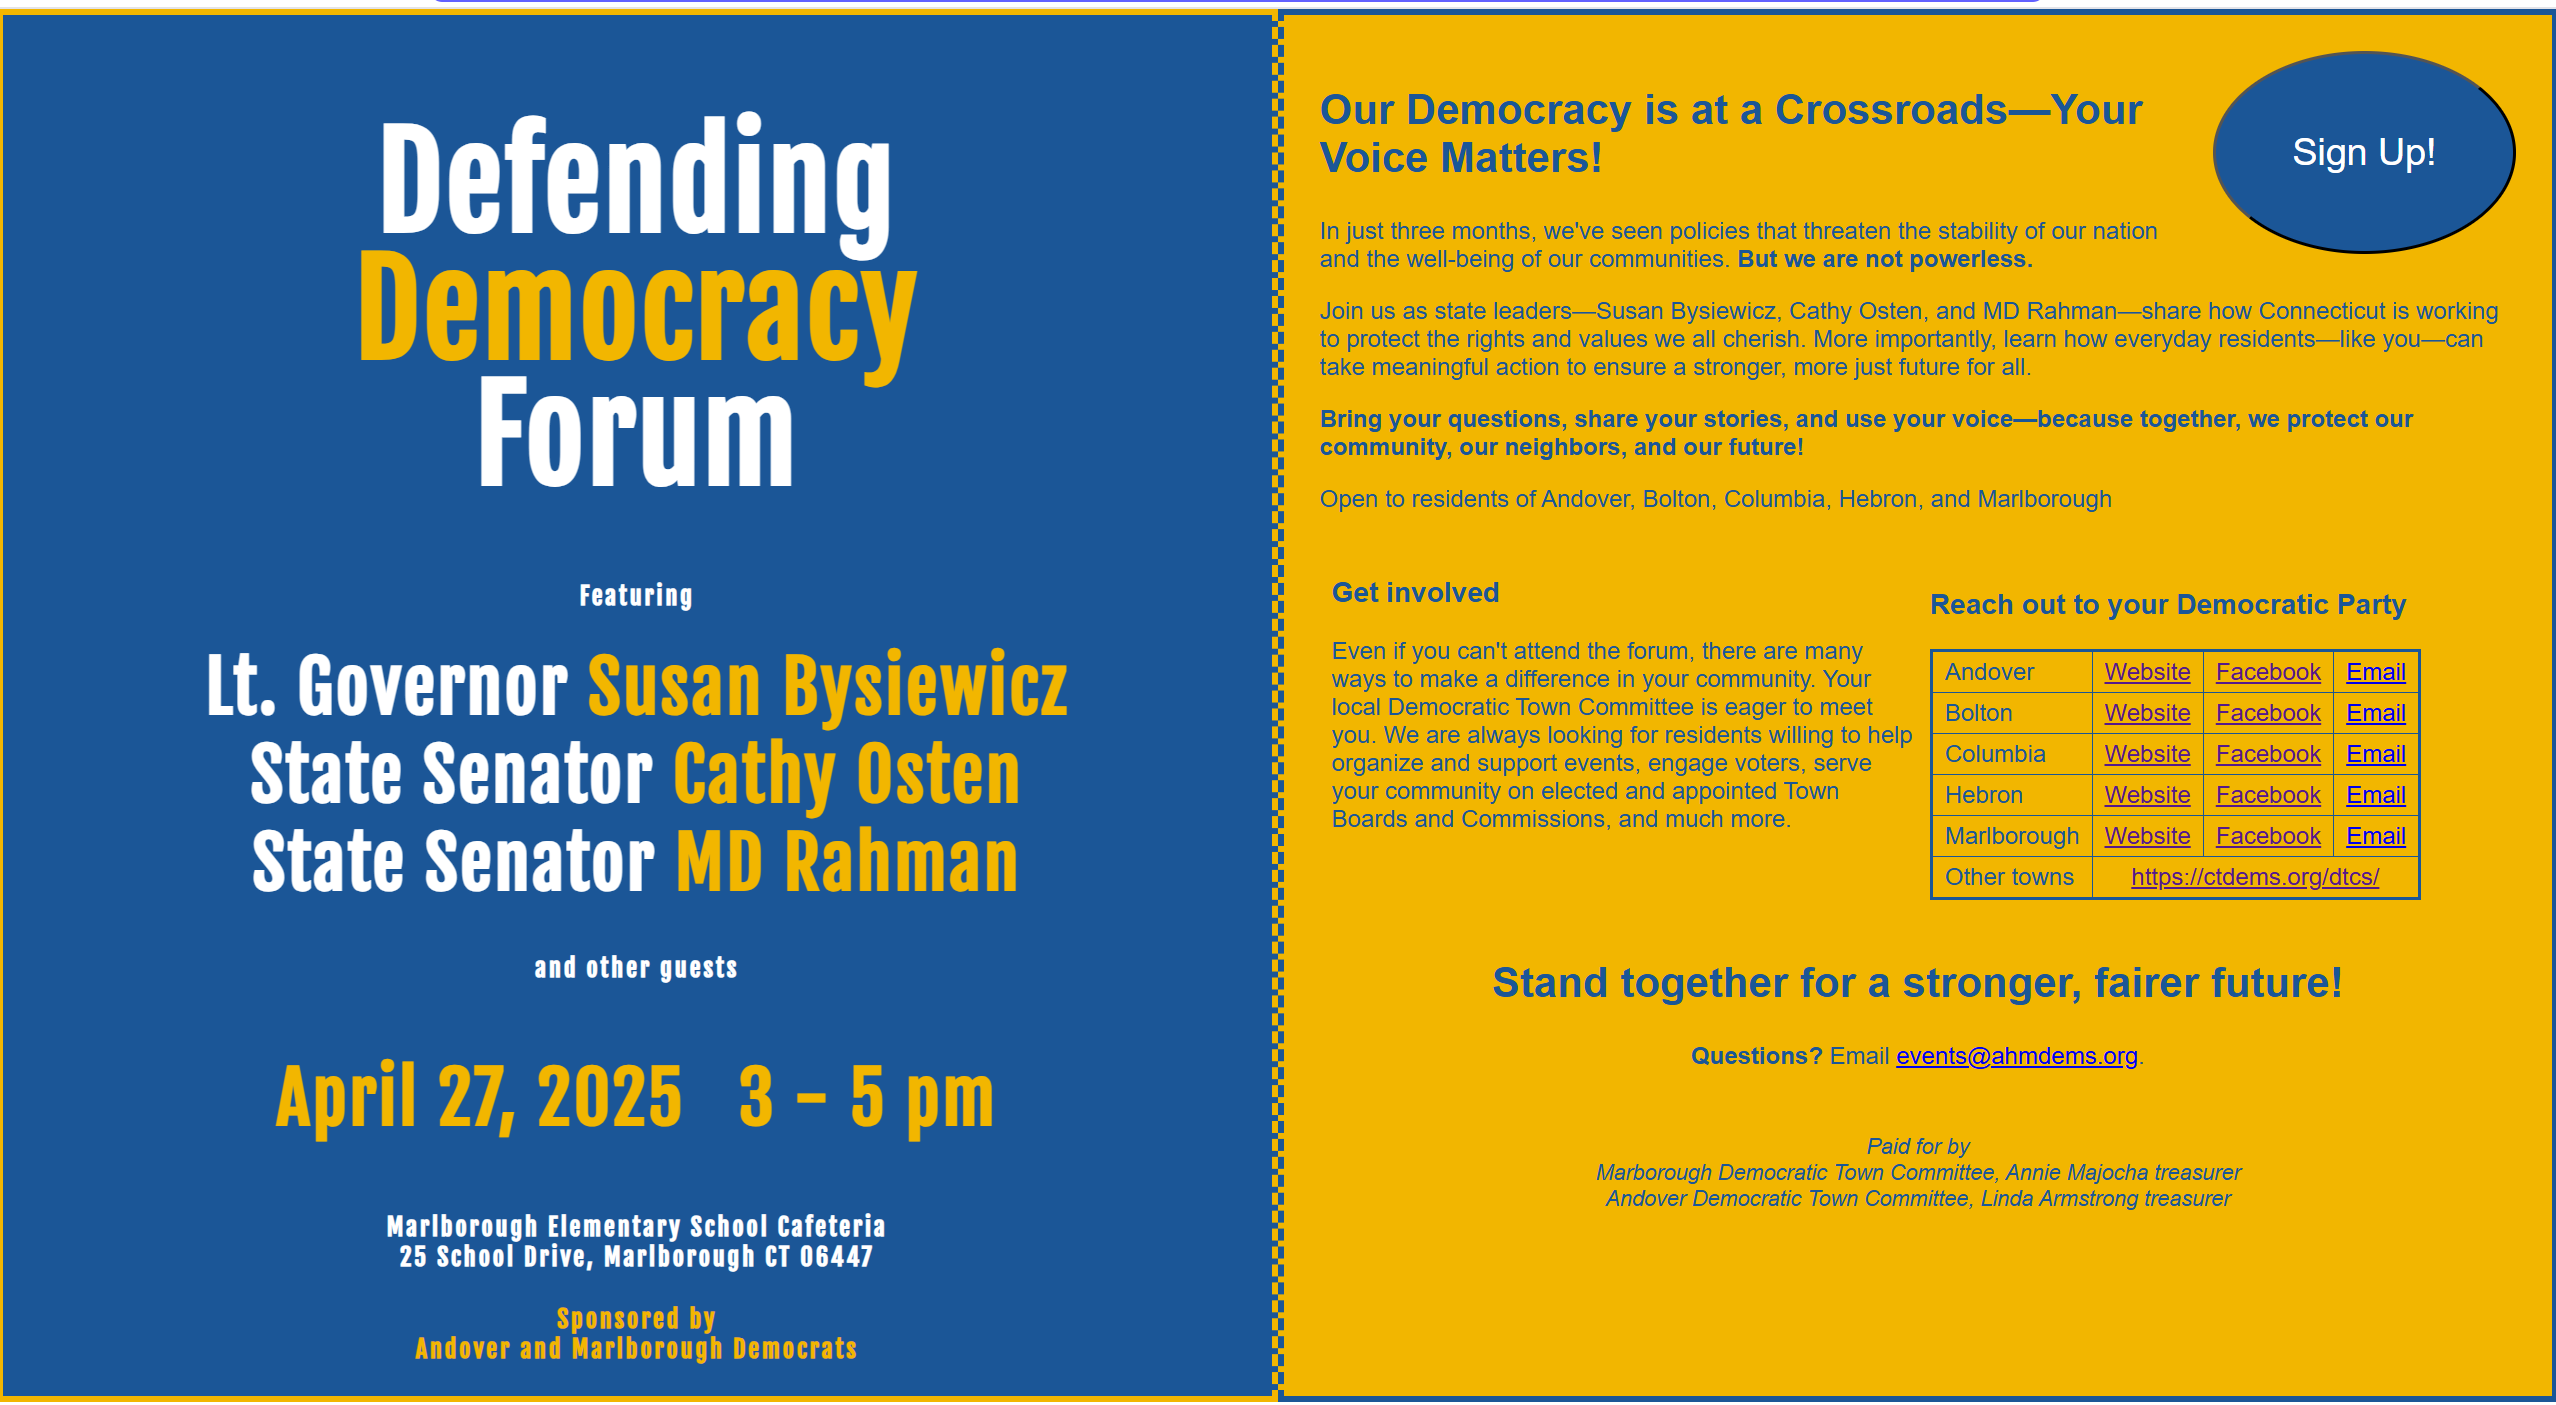 Defending
Democracy
Forum
Featuring
Lt. Governor Susan Bysiewicz
State Senator Cathy Osten
State Senator MD Rahman
and other guests
April 27, 2025 3 – 5 pm
Marlborough Elementary School Cafeteria
25 School Drive, Marlborough CT 06447
Sponsored by
Andover and Marlborough Democrats
Our Democracy is at a Crossroads—Your
Voice Matters!
Sign Up!
In just three months, we've seen policies that threaten the stability of our nation
and the well-being of our communities. But we are not powerless.
Join us as state leaders—Susan Bysiewicz, Cathy Osten, and MD Rahman—share how Connecticut is working
to protect the rights and values we all cherish. More importantly, learn how everyday residents—like you—can
take meaningful action to ensure a stronger, more just future for all.
Bring your questions, share your stories, and use your voice—because together, we protect our
community, our neighbors, and our future!
Open to residents of Andover, Bolton, Columbia, Hebron, and Marlborough
Get involved
Even if you can't attend the forum, there are many
ways to make a difference in your community. Your
local Democratic Town Committee is eager to meet
you. We are always looking for residents willing to help
organize and support events, engage voters, serve
your community on elected and appointed Town
Boards and Commissions, and much more.
Reach out to your Democratic Party
Andover Website Facebook Email
Bolton Website Facebook Email
Columbia Website Facebook Email
Hebron Website Facebook Email
Marlborough Website Facebook Email
Other towns https://ctdems.org/dtcs/
Stand together for a stronger, fairer future!
Questions? Email events@ahmdems.org.
Paid for by
Marborough Democratic Town Committee, Annie Majocha treasurer
Andover Democratic Town Committee, Linda Armstrong treasurer